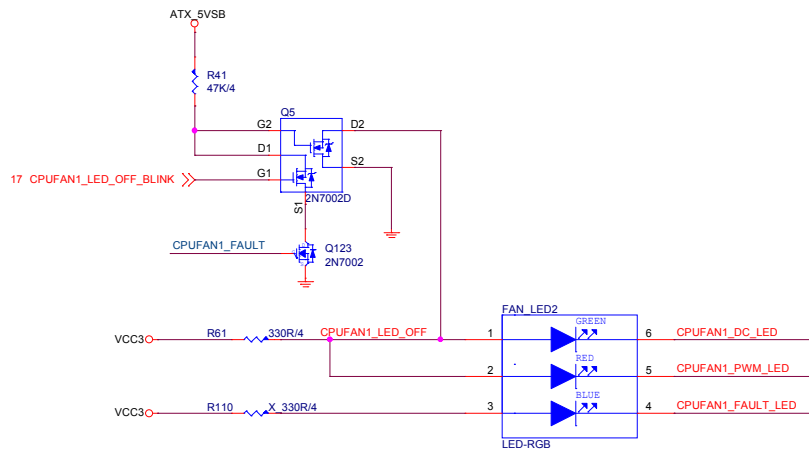 ATX_5VSB
R41
47K/4
Q5
G2
D2
D1
S2
17 CPUFAN1_LED_OFF_BLINK
G1
2N7002D
S1
CPUFAN1_FAULT
Q123
2N7002
FAN_LED2
GREEN
VCC3 R61 330R/4 CPUFAN1_LED_OFF 1 6 CPUFAN1_DC_LED
RED
2 5 CPUFAN1_PWM_LED
BLUE
VCC3 R110 X_330R/4 3 4 CPUFAN1_FAULT_LED
LED-RGB